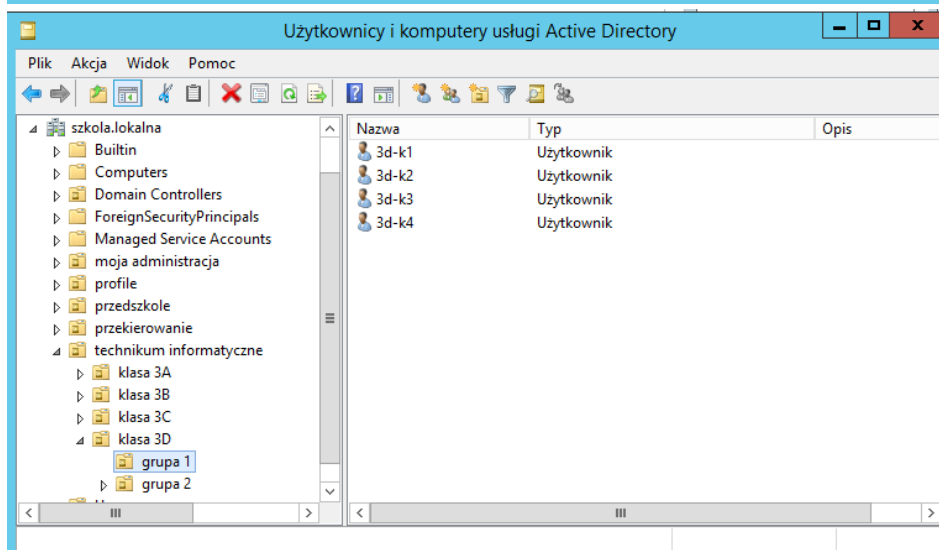 Użytkownicy i komputery usługi Active Directory
Plik Akcja Widok Pomoc
szkola.lokalna
Builtin
Computers
Domain Controllers
ForeignSecurityPrincipals
Managed Service Accounts
moja administracja
profile
przedszkole
przekierowanie
technikum informatyczne
klasa 3A
klasa 3B
klasa 3C
klasa 3D
grupa 1
grupa 2
Nazwa Typ Opis
3d-k1 Użytkownik
3d-k2 Użytkownik
3d-k3 Użytkownik
3d-k4 Użytkownik